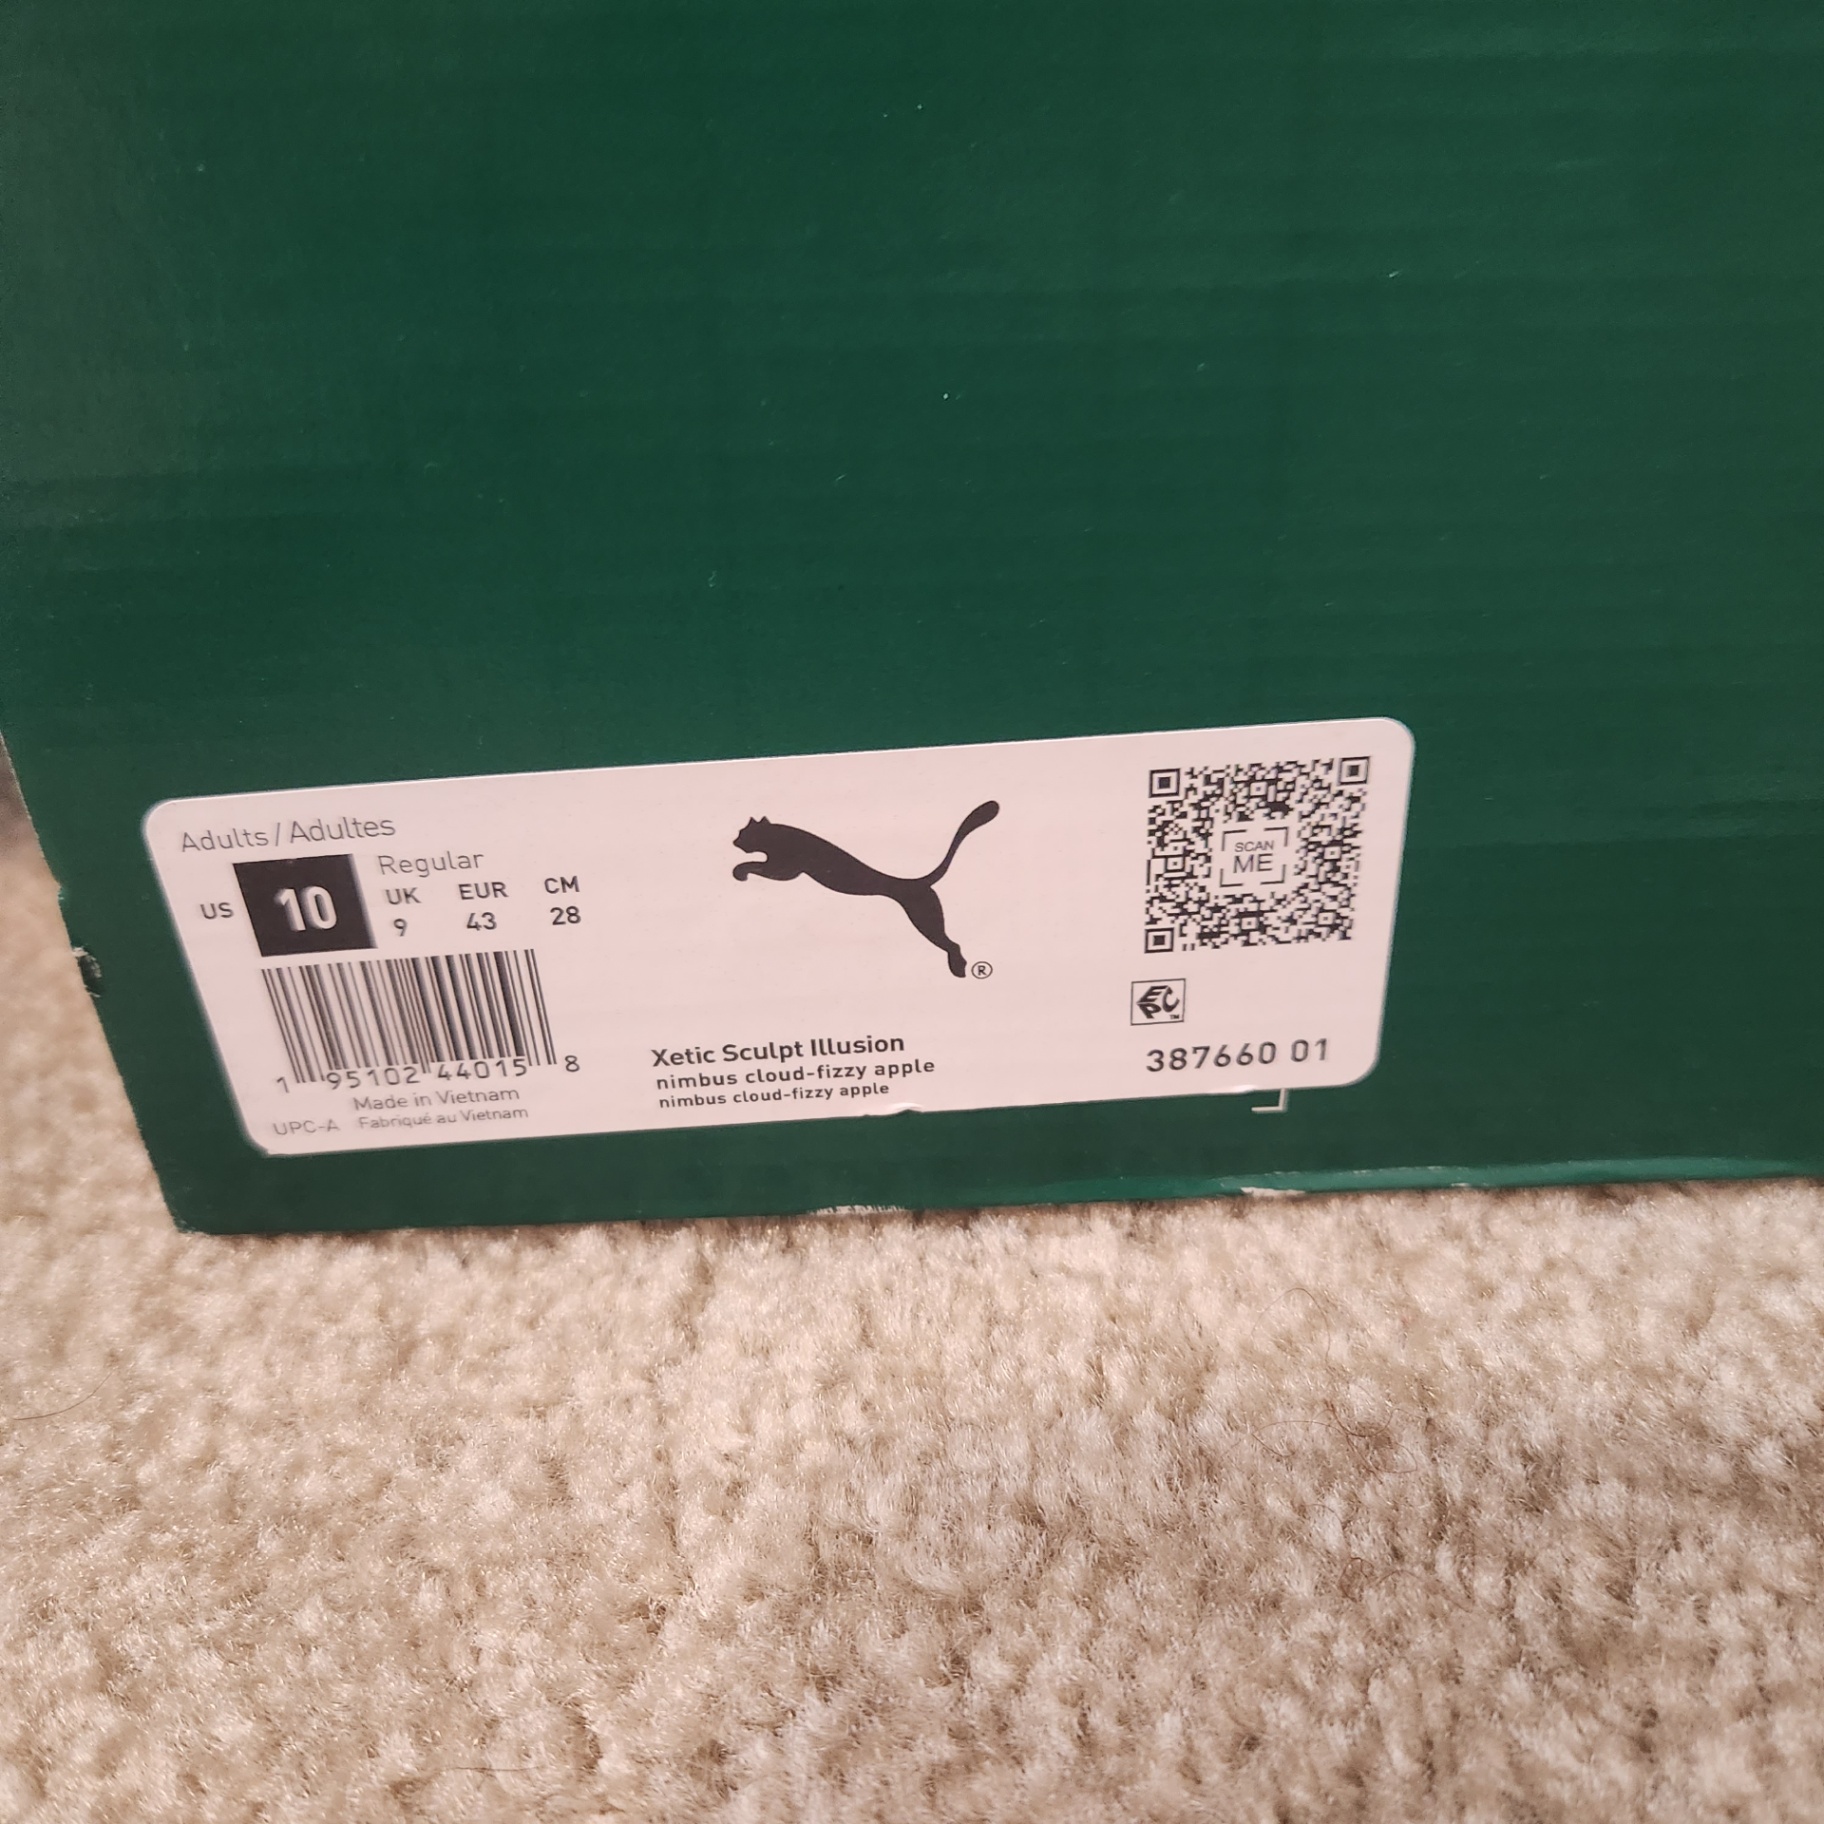 Adults / Adultes
US 10
Regular
UK EUR CM
9 43 28
1 95102 44015 8
Made in Vietnam
UPC-A Fabriqué au Vietnam
®
Xetic Sculpt Illusion
nimbus cloud-fizzy apple
nimbus cloud-fizzy apple
SCAN
ME
EPC™
387660 01